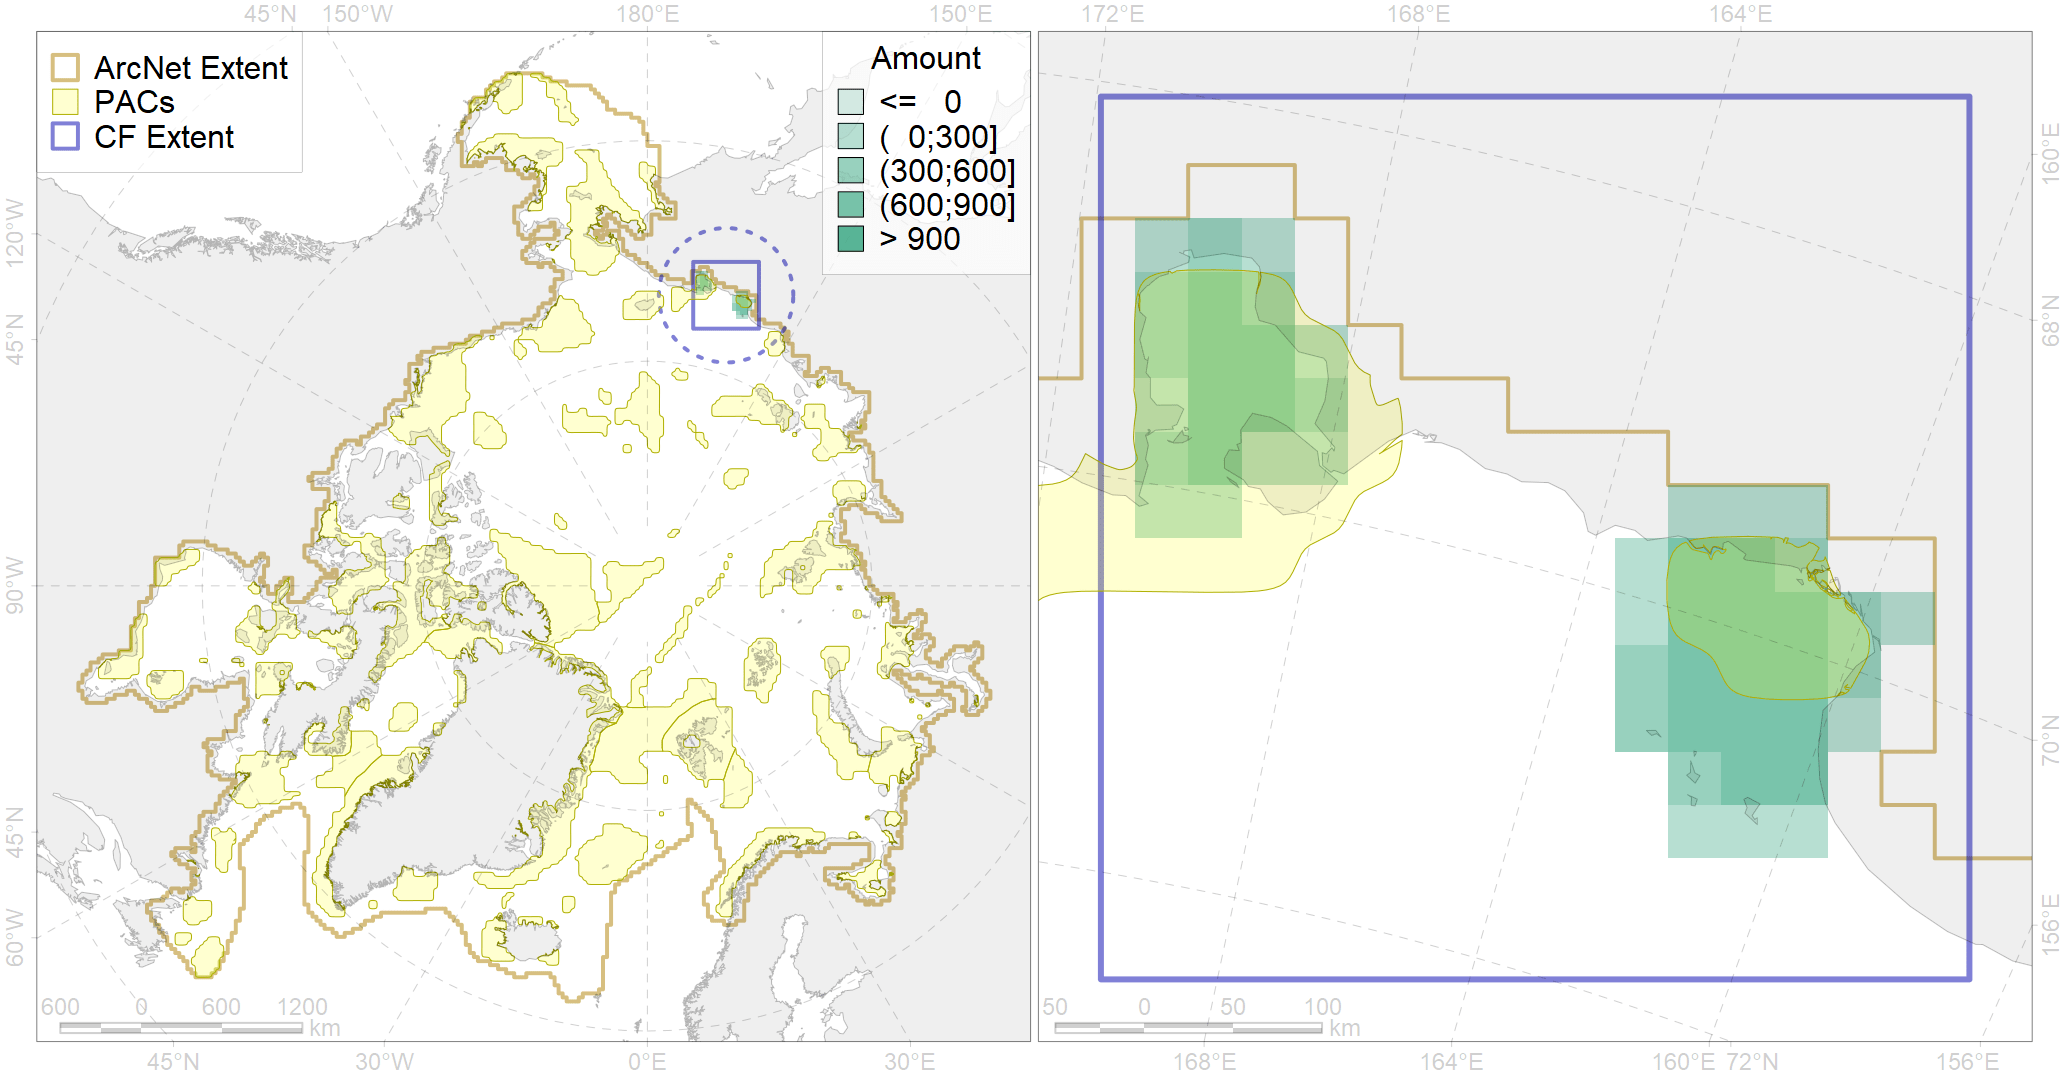 45°N 150°W 180°E 150°E 172°E 168°E 164°E
ArcNet Extent
PACs
CF Extent
Amount
<= 0
( 0;300]
(300;600]
(600;900]
> 900
120°W
45°N
90°W
45°N
60°W
160°E
68°N
70°N
156°E
600 0 600 1200
km
50 0 50 100
km
45°N 30°W 0°E 30°E 168°E 164°E 160°E 72°N 156°E